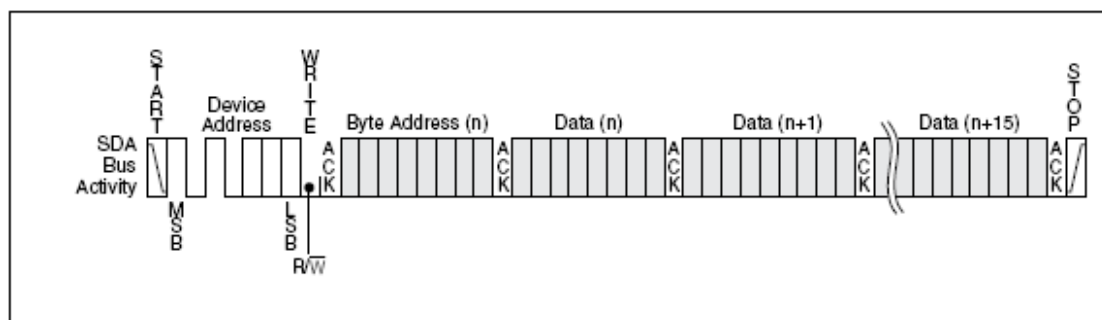 START
WRITE
STOP
Device
Address
Byte Address (n)
Data (n)
Data (n+1)
Data (n+15)
SDA
Bus
Activity
ACK
ACK
ACK
ACK
ACK
MSB
LSB
R/W̅